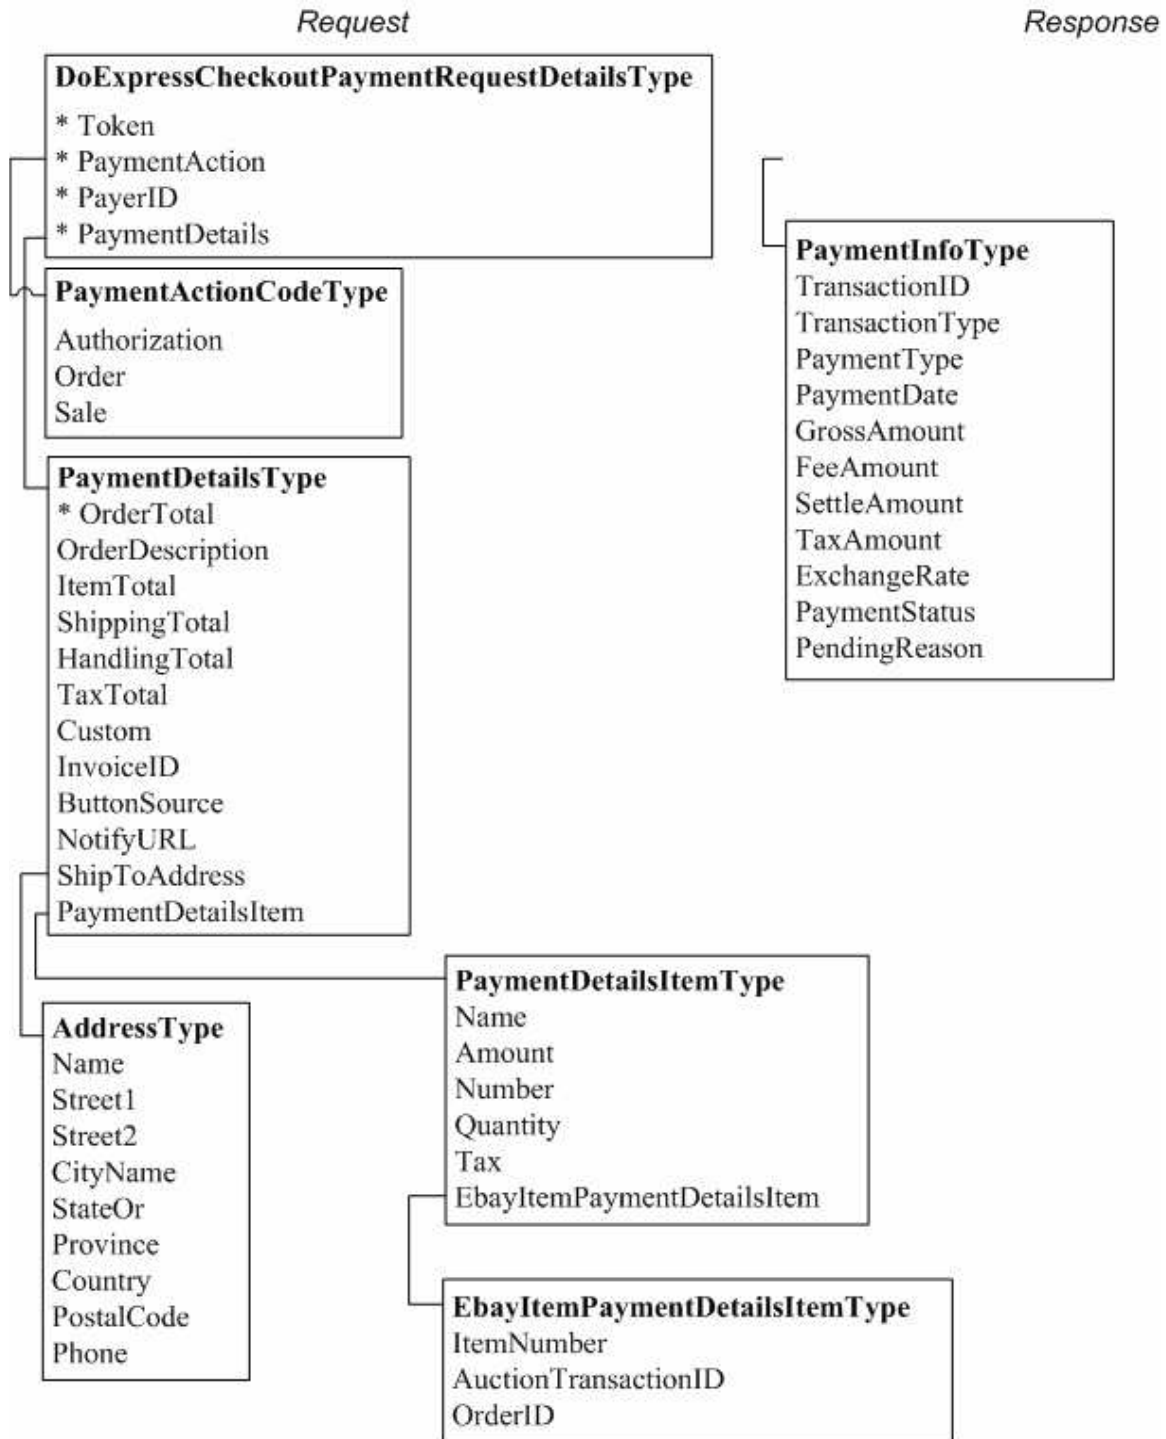 Request
Response
DoExpressCheckoutPaymentRequestDetailsType
* Token
* PaymentAction
* PayerID
* PaymentDetails
PaymentActionCodeType
Authorization
Order
Sale
PaymentDetailsType
* OrderTotal
OrderDescription
ItemTotal
ShippingTotal
HandlingTotal
TaxTotal
Custom
InvoiceID
ButtonSource
NotifyURL
ShipToAddress
PaymentDetailsItem
AddressType
Name
Street1
Street2
CityName
StateOr
Province
Country
PostalCode
Phone
PaymentDetailsItemType
Name
Amount
Number
Quantity
Tax
EbayItemPaymentDetailsItem
EbayItemPaymentDetailsItemType
ItemNumber
AuctionTransactionID
OrderID
PaymentInfoType
TransactionID
TransactionType
PaymentType
PaymentDate
GrossAmount
FeeAmount
SettleAmount
TaxAmount
ExchangeRate
PaymentStatus
PendingReason